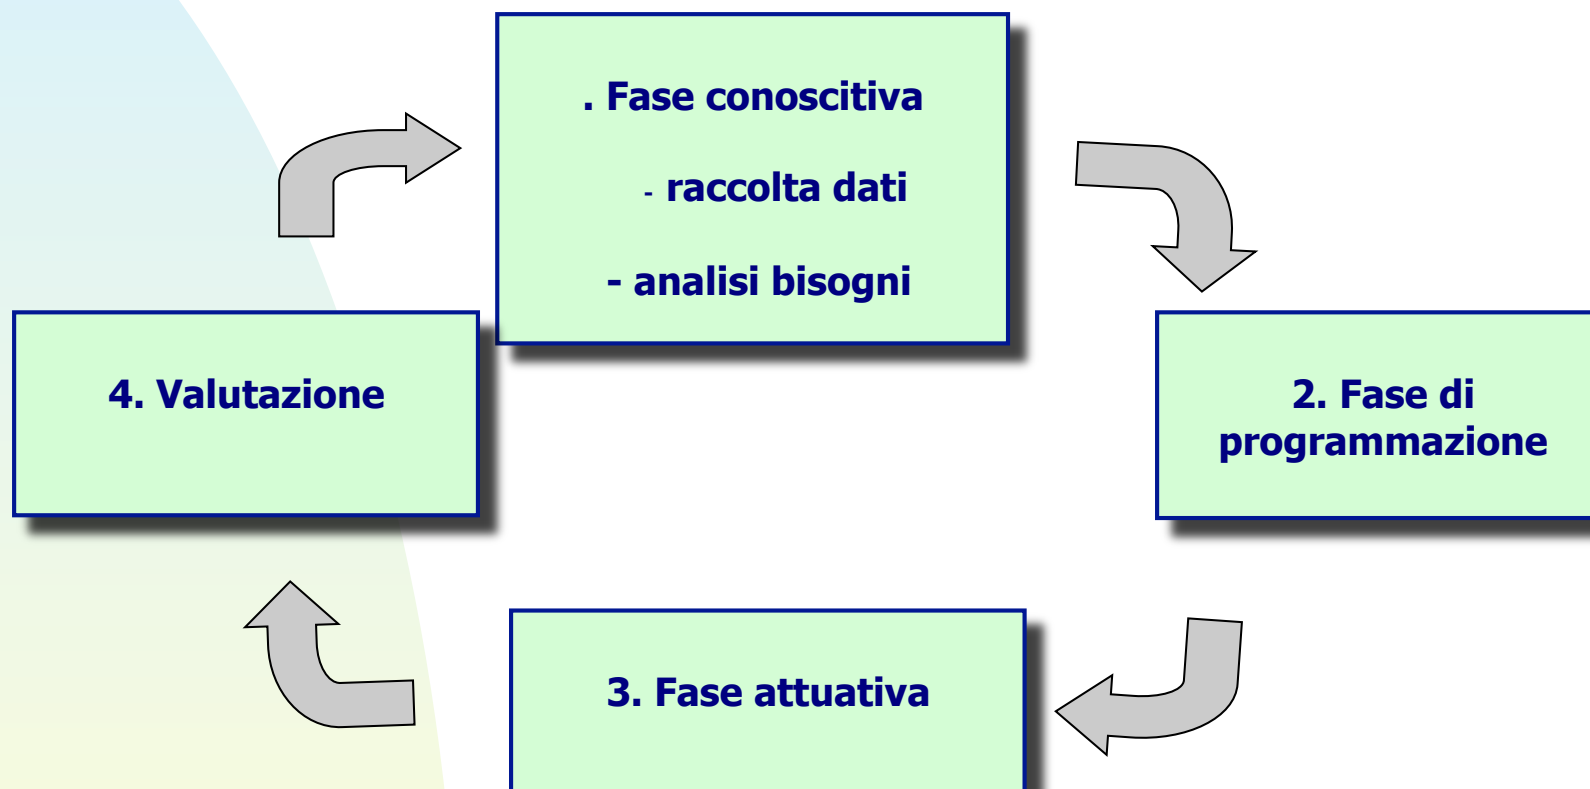 . Fase conoscitiva
- raccolta dati
- analisi bisogni
4. Valutazione
2. Fase di
programmazione
3. Fase attuativa